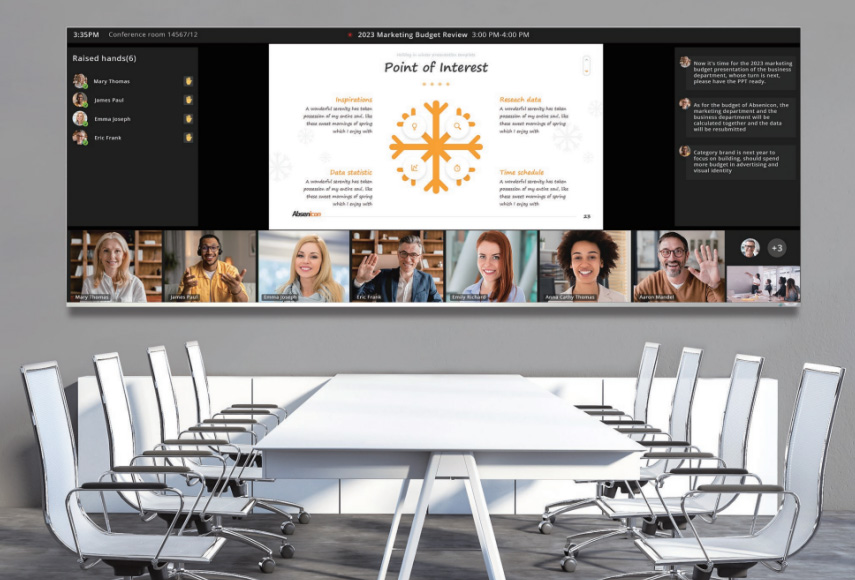 3:35PM Conference room 14567/12
2023 Marketing Budget Review 3:00 PM-4:00 PM
Raised hands(6)
Mary Thomas
James Paul
Emma Joseph
Eric Frank
Point of Interest
Inspirations
A wonderful serenity has taken
possession of my entire soul, like
these sweet mornings of spring
which I enjoy with
Reseach data
A wonderful serenity has taken
possession of my entire soul, like
these sweet mornings of spring
which I enjoy with
Data statistic
A wonderful serenity has taken
possession of my entire soul, like
these sweet mornings of spring
which I enjoy with
Time schedule
A wonderful serenity has taken
possession of my entire soul, like
these sweet mornings of spring
which I enjoy with
Absenicon
23
Now it's time for the 2023 marketing
budget presentation of the business
department, whose turn is next,
please have the PPT ready.
As for the budget of Absenicon, the
marketing department and the
business department will be
calculated together and the data
will be resubmitted
Category brand is next year to
focus on building, should spend
more budget in advertising and
visual identity
Mary Thomas
James Paul
Emma Joseph
Eric Frank
Emily Richard
Anna Cathy Thomas
Aaron Mandel
+3